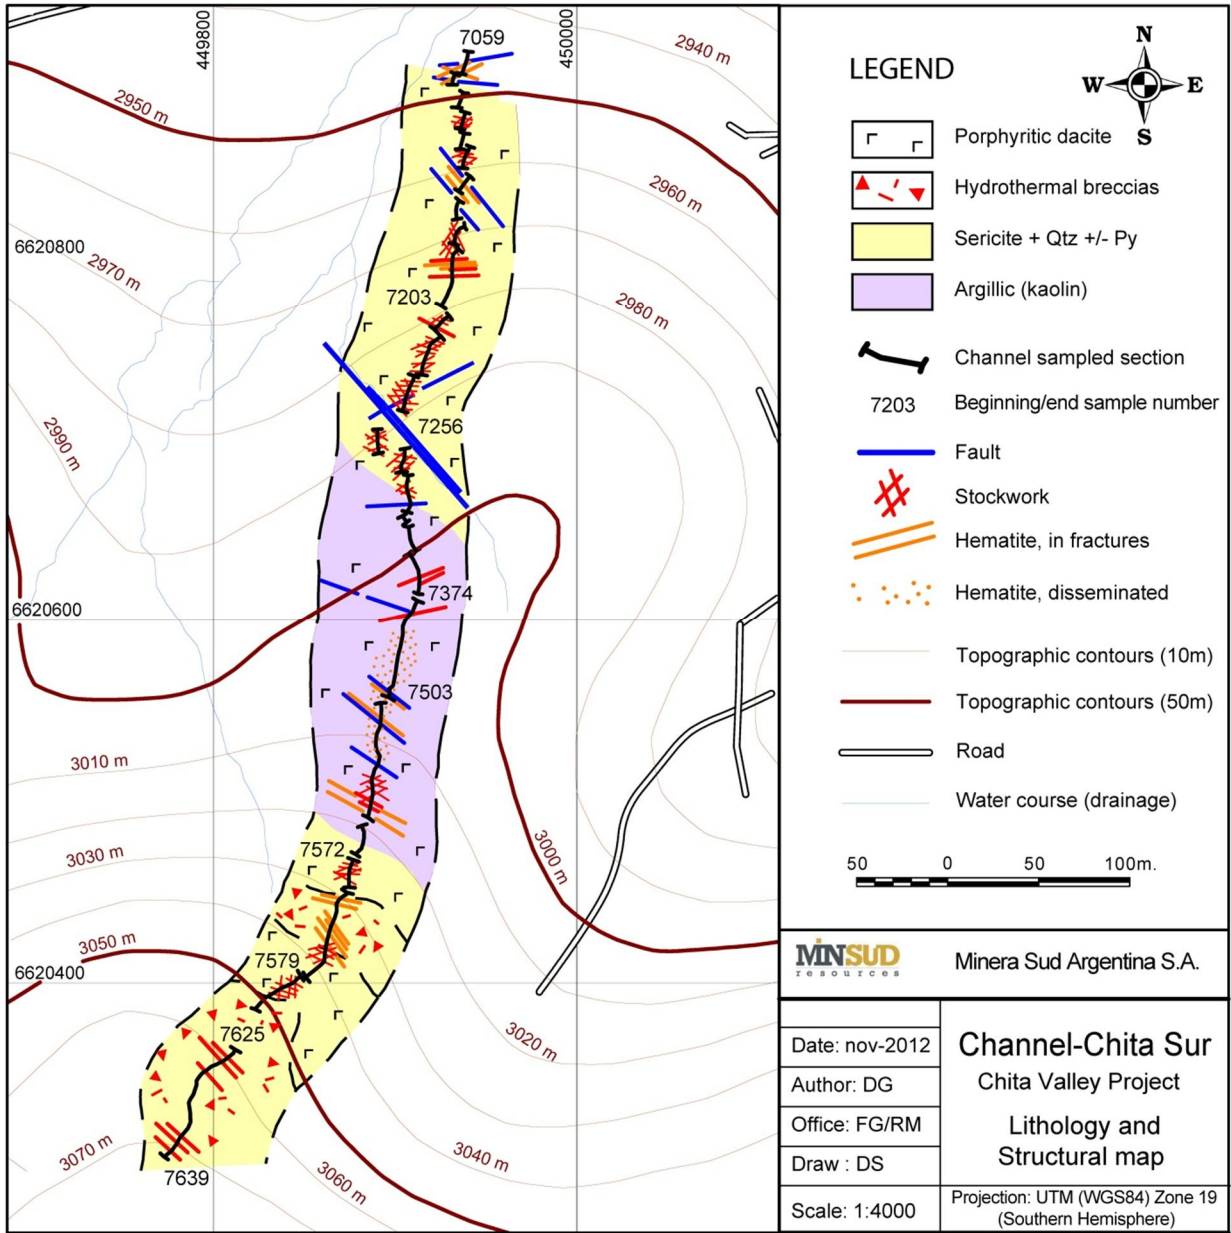 449800
450000
7059
2940 m
2950 m
2960 m
6620800
2970 m
7203
2980 m
2990 m
7256
7374
6620600
7503
3010 m
7572
3030 m
3000 m
3050 m
7579
6620400
7625
3020 m
3070 m
7639
3060 m
3040 m
LEGEND
N
W E
S
Porphyritic dacite
Hydrothermal breccias
Sericite + Qtz +/- Py
Argillic (kaolin)
Channel sampled section
7203 Beginning/end sample number
Fault
Stockwork
Hematite, in fractures
Hematite, disseminated
Topographic contours (10m)
Topographic contours (50m)
Road
Water course (drainage)
50 0 50 100m.
MINSUD
resources
Minera Sud Argentina S.A.
Date: nov-2012
Author: DG
Office: FG/RM
Draw : DS
Scale: 1:4000
Channel-Chita Sur
Chita Valley Project
Lithology and
Structural map
Projection: UTM (WGS84) Zone 19
(Southern Hemisphere)